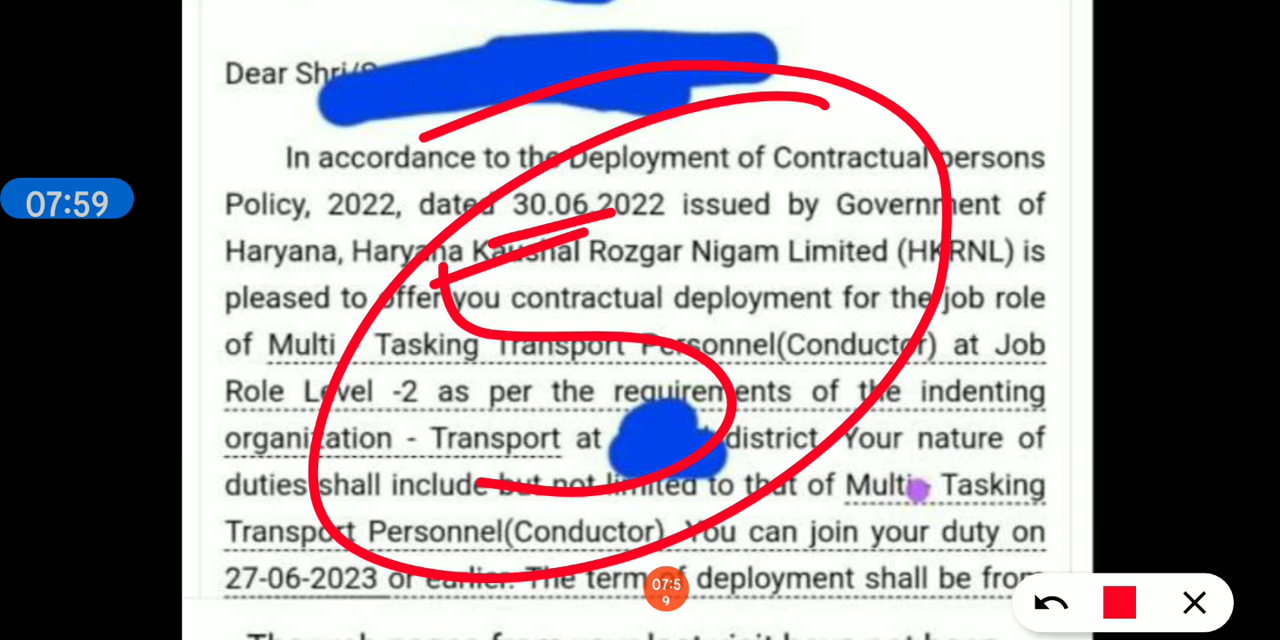 Dear Shri/S
In accordance to the Deployment of Contractual persons
07:59
Policy, 2022, dated 30.06.2022 issued by Government of
Haryana, Haryana Kaushal Rozgar Nigam Limited (HKRNL) is
pleased to offer you contractual deployment for the job role
of Multi - Tasking Transport Personnel(Conductor) at Job
Role Level -2 as per the requirements of the indenting
organization - Transport at district. Your nature of
duties shall include but not limited to that of Multi - Tasking
Transport Personnel(Conductor). You can join your duty on
27-06-2023 or earlier. The term of deployment shall be from
07:5
9